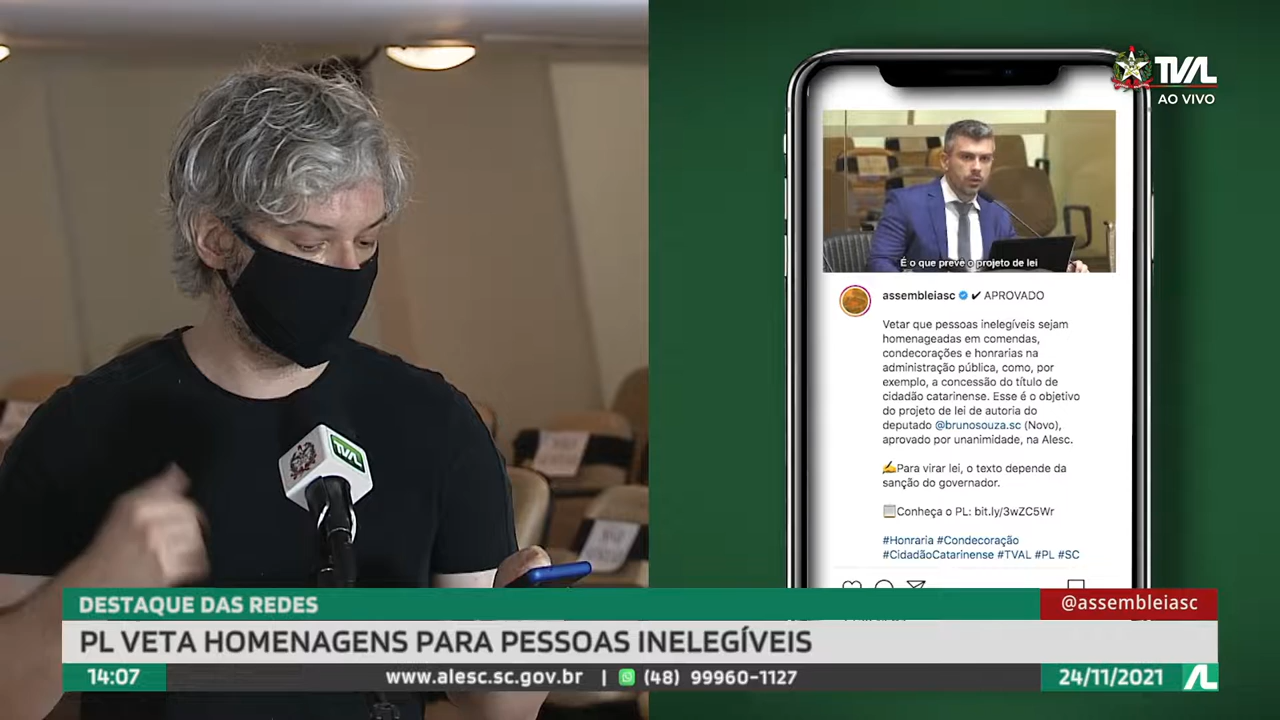 TVAL
AO VIVO
É o que prevê o projeto de lei
assembleiasc ✔ APROVADO
Vetar que pessoas inelegíveis sejam
homenageadas em comendas,
condecorações e honrarias na
administração pública, como, por
exemplo, a concessão do título de
cidadão catarinense. Esse é o objetivo
do projeto de lei de autoria do
deputado @brunosouza.sc (Novo),
aprovado por unanimidade, na Alesc.
✍Para virar lei, o texto depende da
sanção do governador.
Conheça o PL: bit.ly/3wZC5Wr
#Honraria #Condecoração
#CidadãoCatarinense #TVAL #PL #SC
TVAL
DESTAQUE DAS REDES
@assembleiasc
PL VETA HOMENAGENS PARA PESSOAS INELEGÍVEIS
14:07
www.alesc.sc.gov.br | (48) 99960-1127
24/11/2021
AL